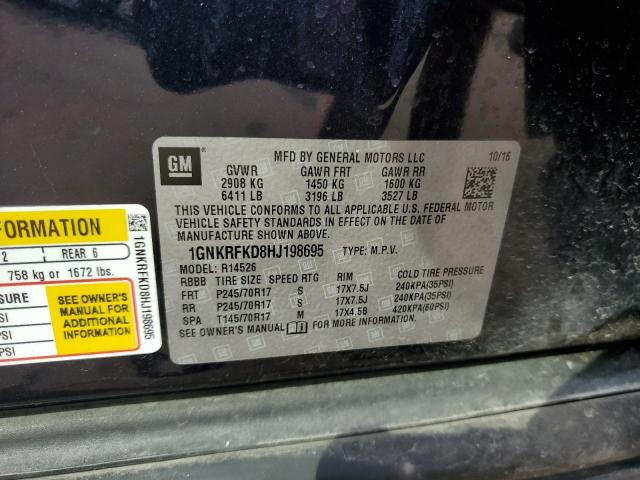 GM
MFD BY GENERAL MOTORS LLC
10/16
GVWR GAWR FRT GAWR RR
2908 KG 1450 KG 1600 KG
6411 LB 3196 LB 3527 LB
THIS VEHICLE CONFORMS TO ALL APPLICABLE U.S. FEDERAL MOTOR
VEHICLE SAFETY STANDARDS IN EFFECT ON THE DATE OF
MANUFACTURE SHOWN ABOVE.
1GNKRFKD8HJ198695 TYPE: M.P.V.
MODEL: R14526
RBBB TIRE SIZE SPEED RTG RIM COLD TIRE PRESSURE
FRT P245/70R17 S 17X7.5J 240KPA(35PSI)
RR P245/70R17 S 17X7.5J 240KPA(35PSI)
SPA T145/70R17 M 17X4.5B 420KPA(60PSI)
SEE OWNER'S MANUAL FOR MORE INFORMATION.
FORMATION
2 REAR 6
758 kg or 1672 lbs.
SURE
PSI
PSI
PSI
SEE OWNER'S
MANUAL FOR
ADDITIONAL
INFORMATION
1GNKRFKD8HJ198695